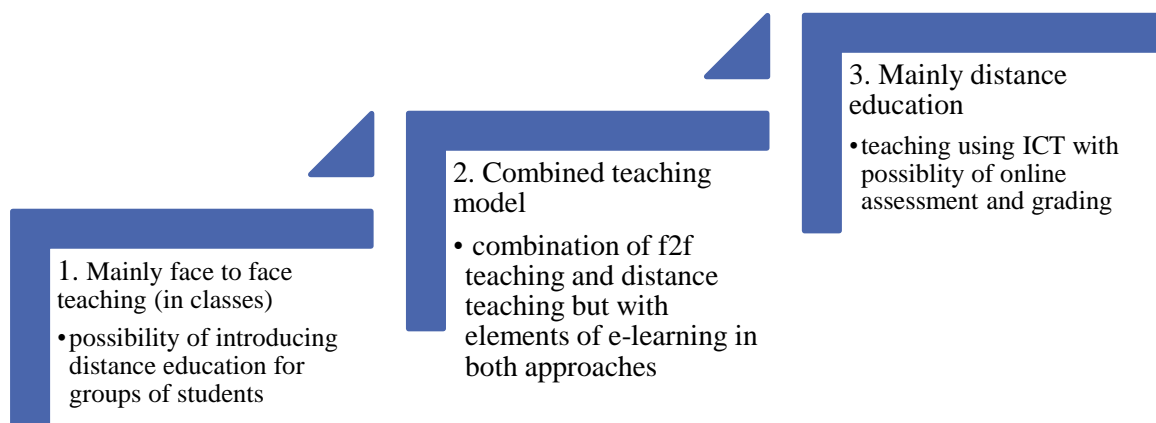 1. Mainly face to face
teaching (in classes)
•possibility of introducing
distance education for
groups of students
2. Combined teaching
model
• combination of f2f
teaching and distance
teaching but with
elements of e-learning in
both approaches
3. Mainly distance
education
•teaching using ICT with
possiblity of online
assessment and grading